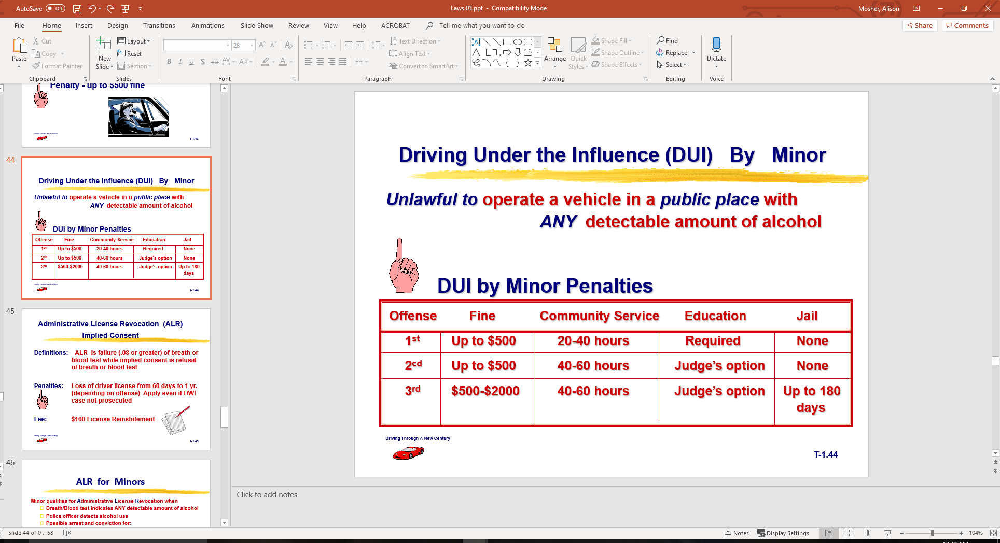 AutoSave Off Laws.03.ppt - Compatibility Mode Mosher, Alison
File Home Insert Design Transitions Animations Slide Show Review View Help ACROBAT Tell me what you want to do Share Comments
Paste
Cut
Copy
Format Painter
Clipboard
New Slide
Layout
Reset
Section
Slides
28
B I U S ab AV Aa A
Font
Text Direction
Align Text
Convert to SmartArt
Paragraph
Arrange
Quick Styles
Shape Fill
Shape Outline
Shape Effects
Drawing
Find
Replace
Select
Editing
Dictate
Voice
Penalty - up to $500 fine
T-1.43
44
Driving Under the Influence (DUI) By Minor
Unlawful to operate a vehicle in a public place with
ANY detectable amount of alcohol
DUI by Minor Penalties
Offense Fine Community Service Education Jail
1st Up to $500 20-40 hours Required None
2cd Up to $500 40-60 hours Judge's option None
3rd $500-$2000 40-60 hours Judge's option Up to 180
days
T-1.44
45
Administrative License Revocation (ALR)
Implied Consent
Definitions: ALR is failure (.08 or greater) of breath or
blood test while implied consent is refusal
of breath or blood test
Penalties: Loss of driver license from 60 days to 1 yr.
(depending on offense) Apply even if DWI
case not prosecuted
Fee: $100 License Reinstatement
T-1.45
46
ALR for Minors
Minor qualifies for Administrative License Revocation when
Breath/Blood test indicates ANY detectable amount of alcohol
Police officer detects alcohol use
Possible arrest and conviction for:
Driving Under the Influence (DUI) By Minor
Unlawful to operate a vehicle in a public place with
ANY detectable amount of alcohol
DUI by Minor Penalties
Offense Fine Community Service Education Jail
1st Up to $500 20-40 hours Required None
2cd Up to $500 40-60 hours Judge’s option None
3rd $500-$2000 40-60 hours Judge’s option Up to 180
days
Driving Through A New Century
T-1.44
Click to add notes
Slide 44 of 0 .. 58 Notes Display Settings 104%